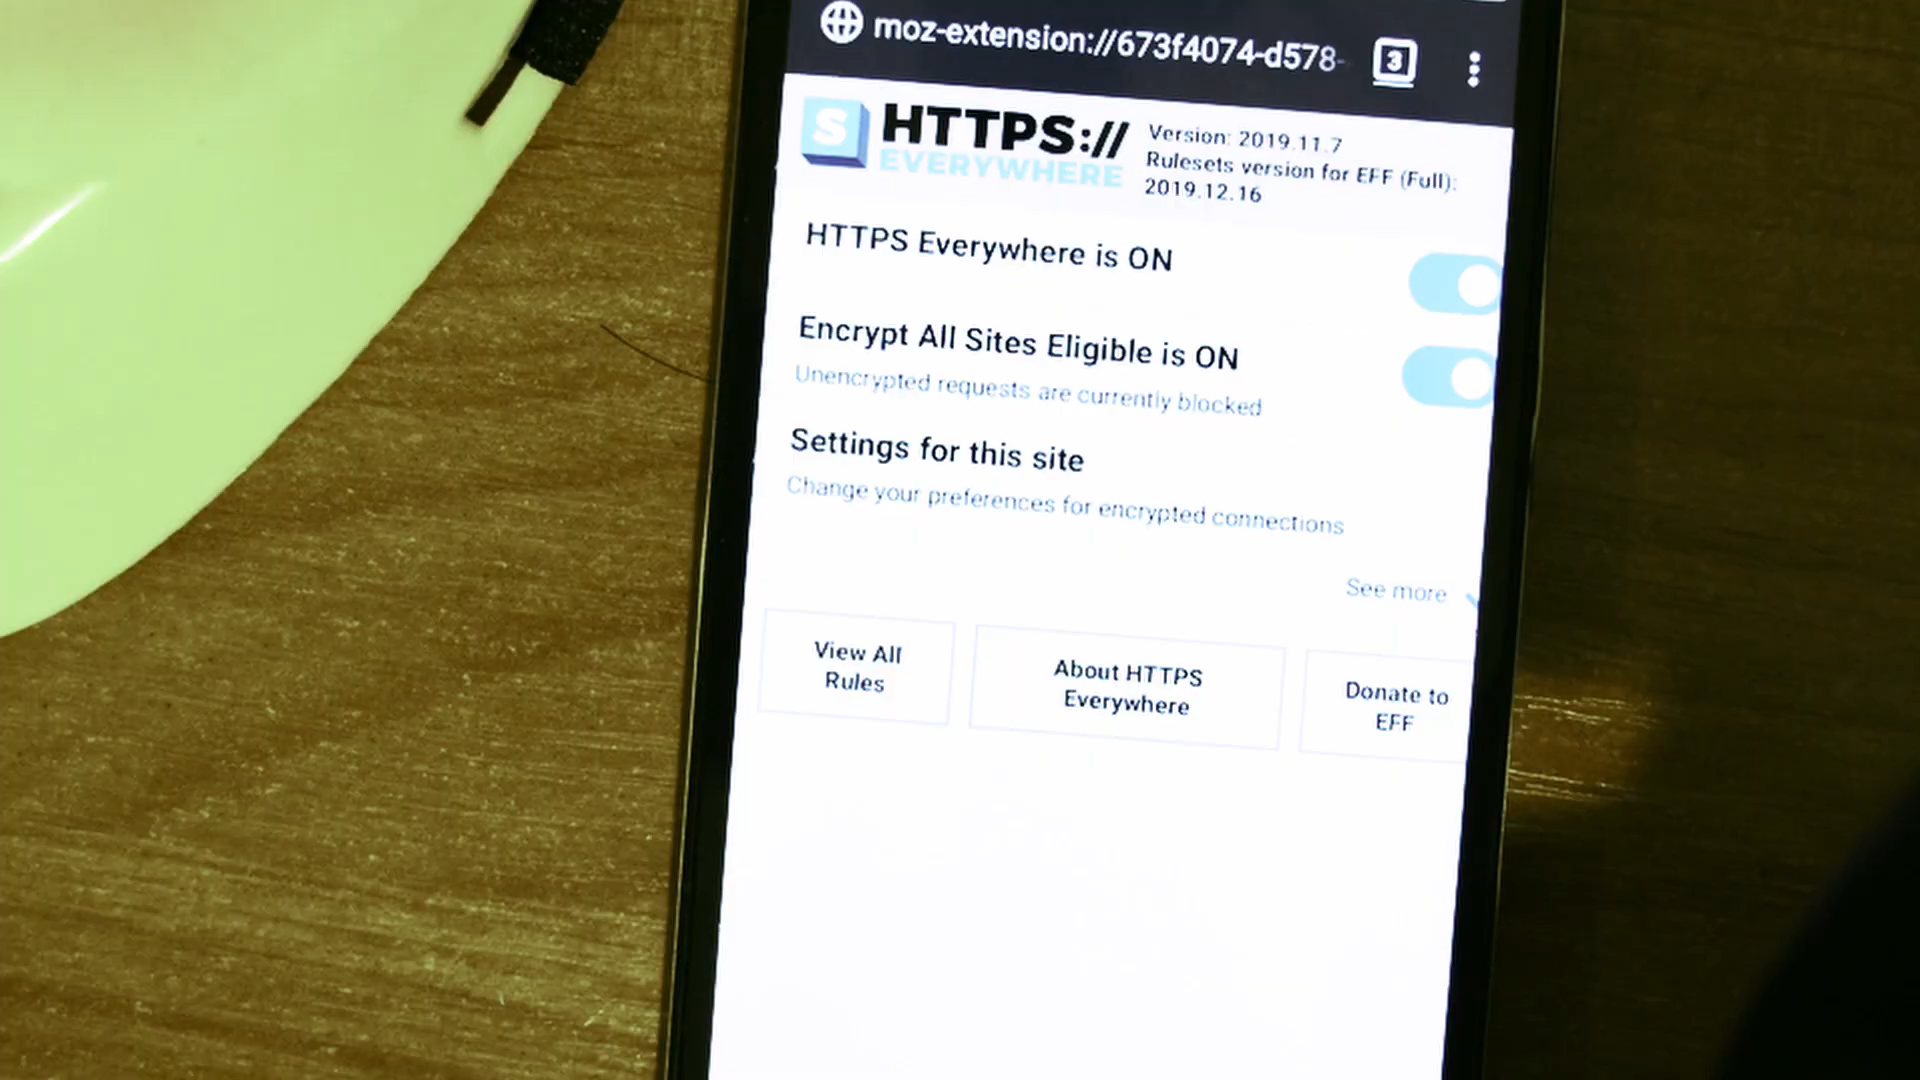 moz-extension://673f4074-d578-
3
S
HTTPS://
EVERYWHERE
Version: 2019.11.7
Rulesets version for EFF (Full):
2019.12.16
HTTPS Everywhere is ON
Encrypt All Sites Eligible is ON
Unencrypted requests are currently blocked
Settings for this site
Change your preferences for encrypted connections
See more
View All
Rules
About HTTPS
Everywhere
Donate to
EFF